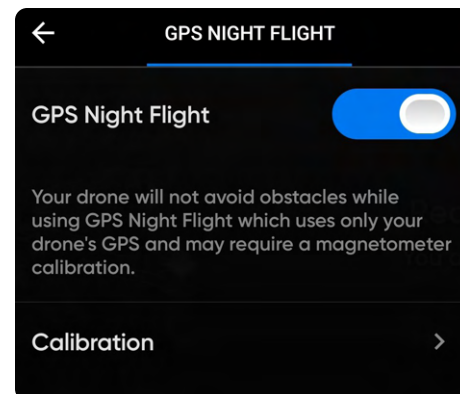 GPS NIGHT FLIGHT
GPS Night Flight
Your drone will not avoid obstacles while
using GPS Night Flight which uses only your
drone's GPS and may require a magnetometer
calibration.
Calibration